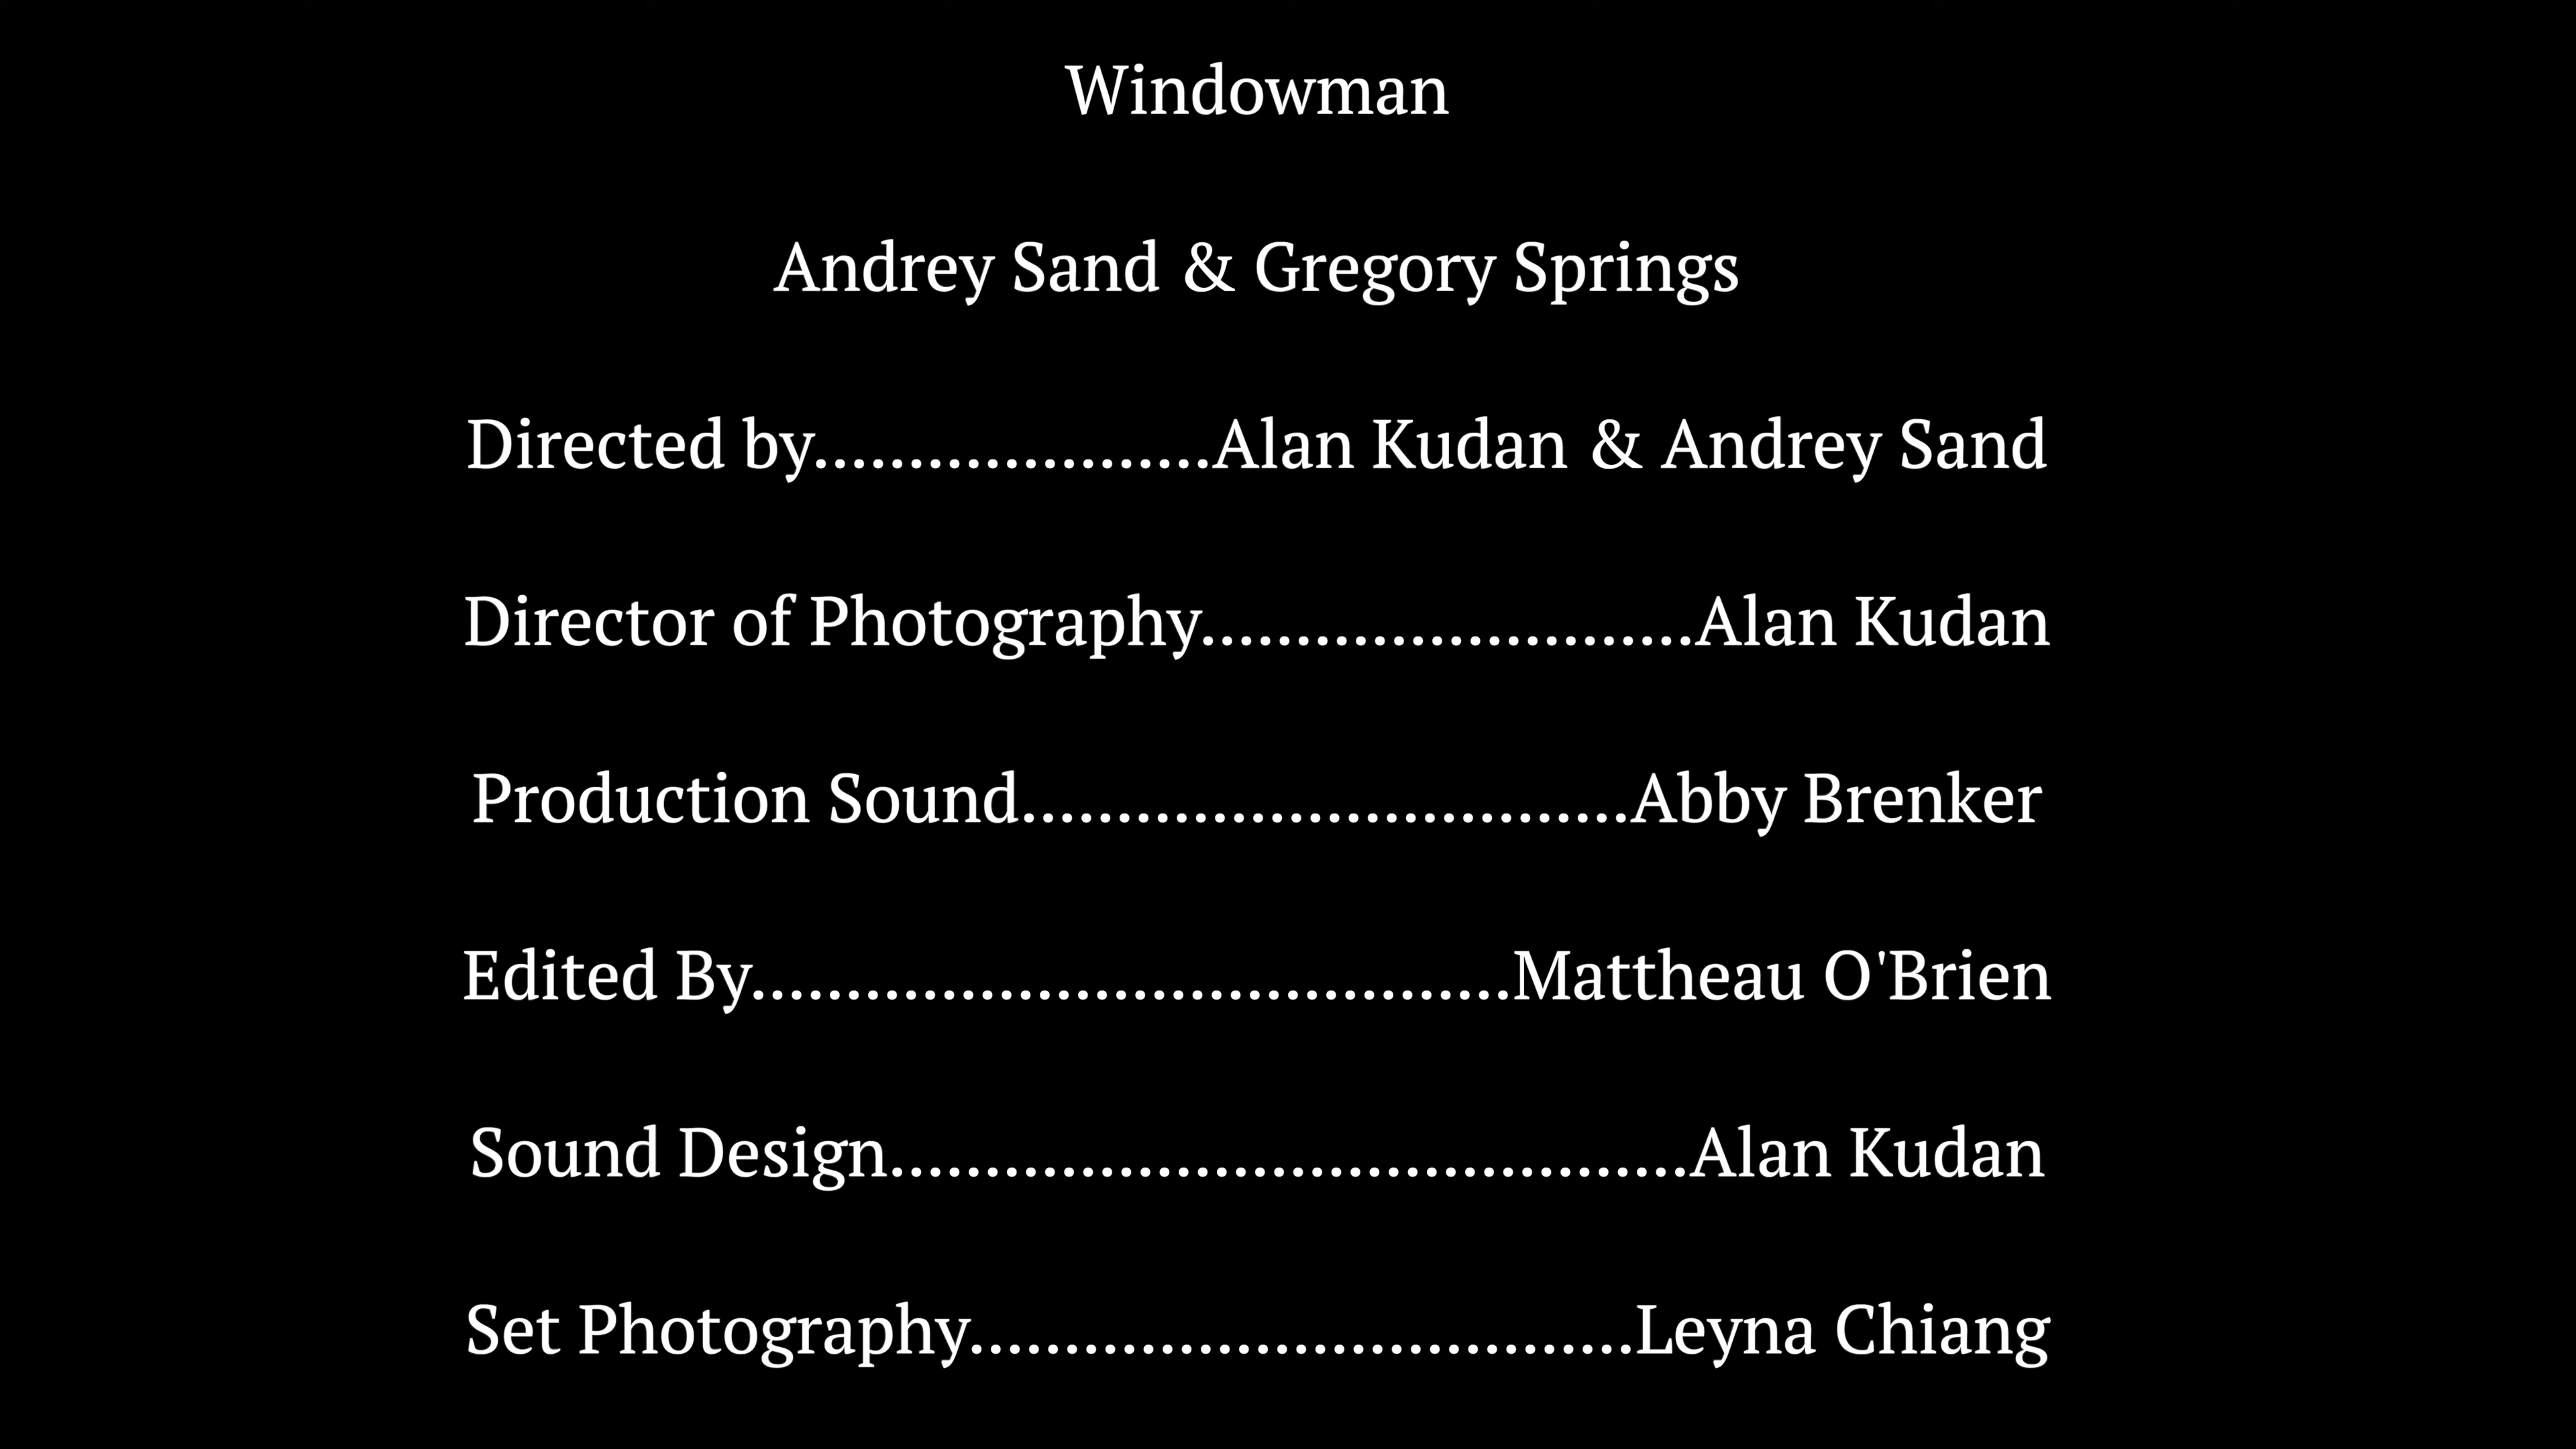 Windowman
Andrey Sand & Gregory Springs
Directed by.....................Alan Kudan & Andrey Sand
Director of Photography..........................Alan Kudan
Production Sound................................Abby Brenker
Edited By........................................Mattheau O'Brien
Sound Design..........................................Alan Kudan
Set Photography...................................Leyna Chiang